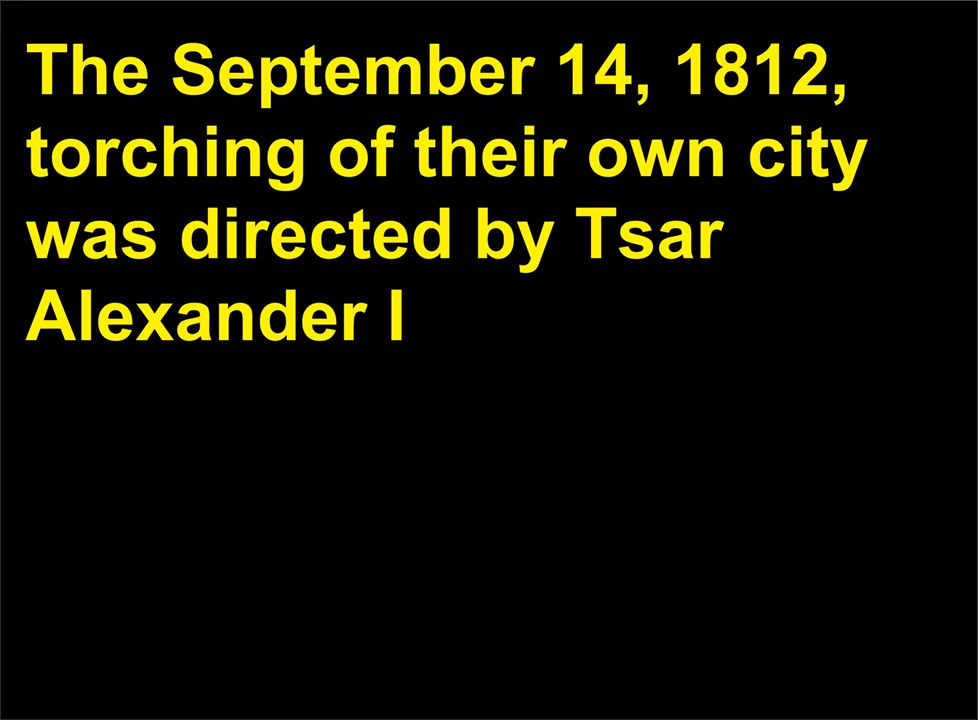 The September 14, 1812,
torching of their own city
was directed by Tsar
Alexander I